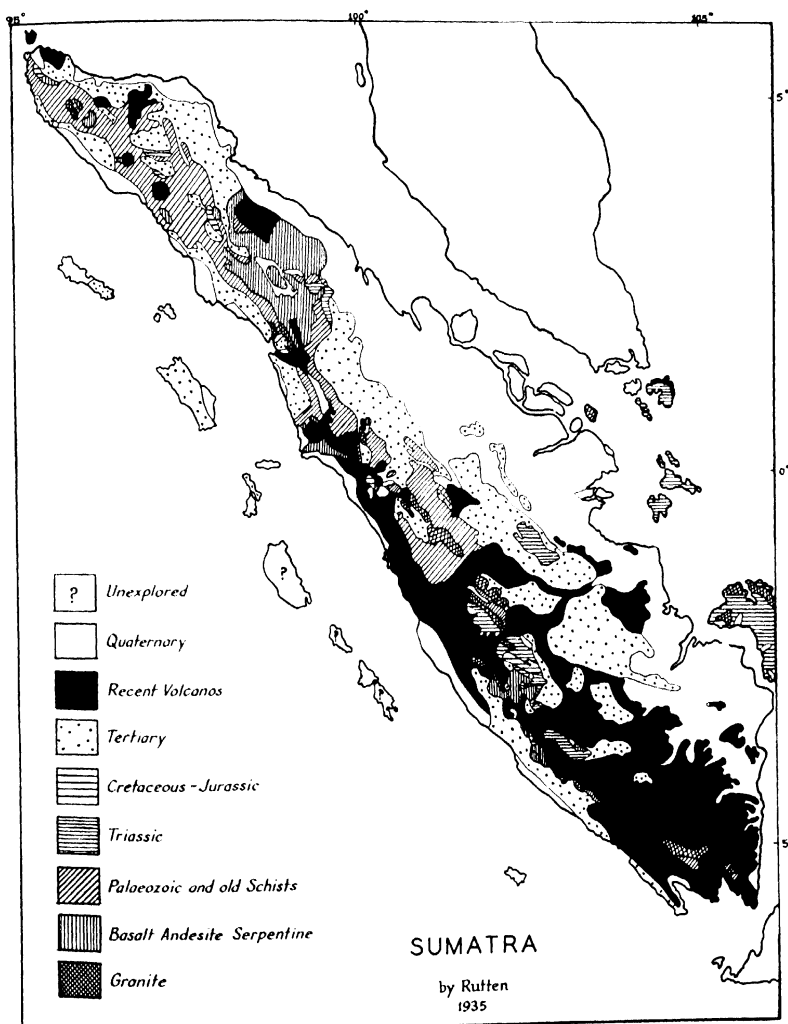 95° 100° 105°
5°
0°
?
? Unexplored
Quaternary
Recent Volcanos
Tertiary
Cretaceous - Jurassic
Triassic
Palaeozoic and old Schists
Basalt Andesite Serpentine
Granite
5
SUMATRA
by Rutten
1935